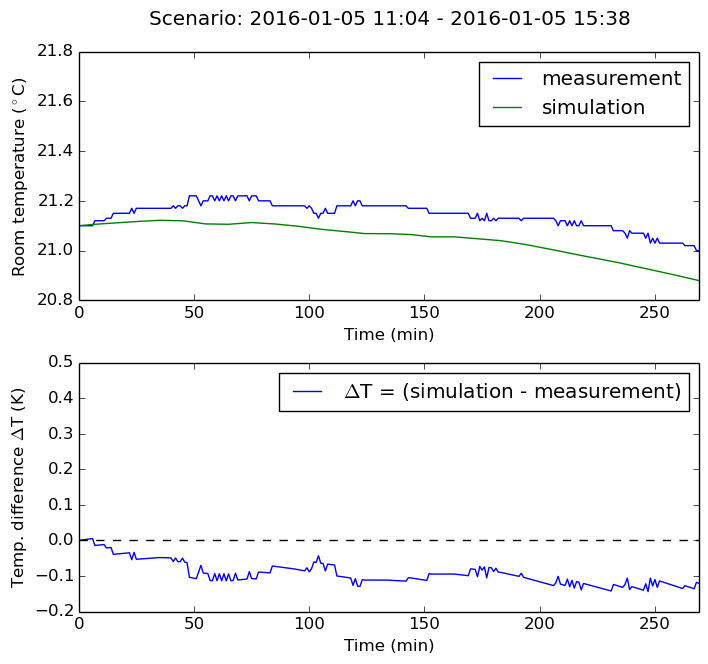 Scenario: 2016-01-05 11:04 - 2016-01-05 15:38
21.8
21.6
21.4
21.2
21.0
20.8
Room temperature (°C)
measurement
simulation
0 50 100 150 200 250
Time (min)
0.5
0.4
0.3
0.2
0.1
0.0
−0.1
−0.2
Temp. difference ΔT (K)
ΔT = (simulation - measurement)
0 50 100 150 200 250
Time (min)